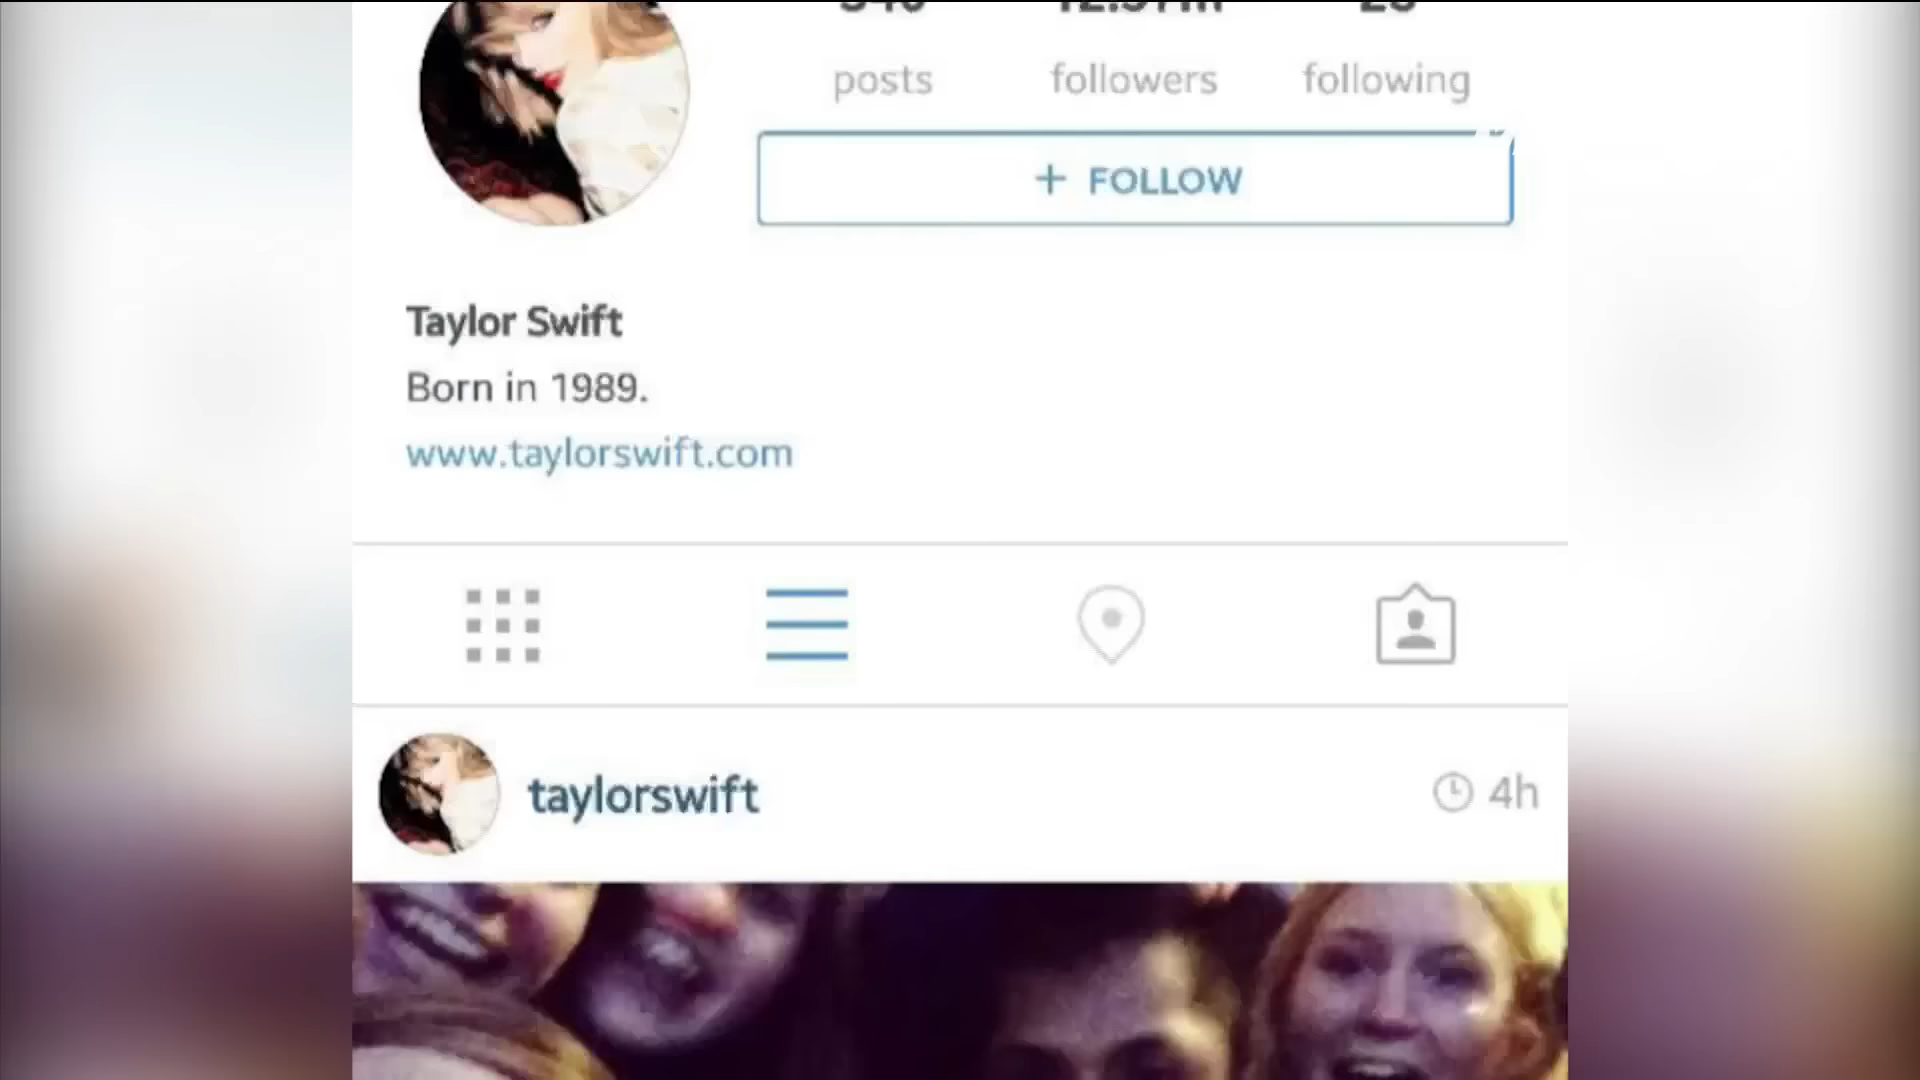 posts followers following
+ FOLLOW
Taylor Swift
Born in 1989.
www.taylorswift.com
taylorswift
4h